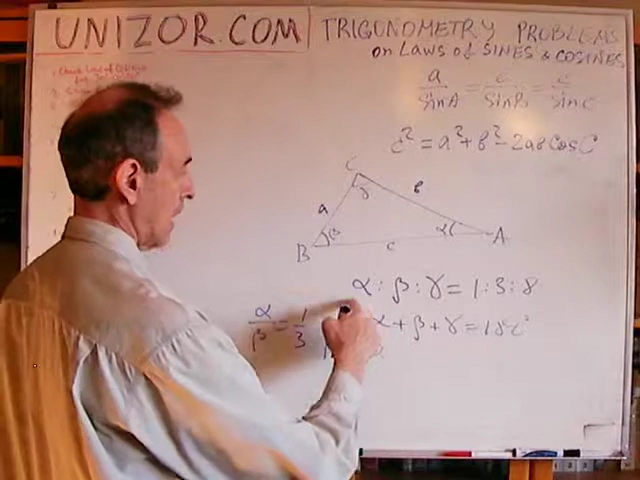 UNIZOR.COM
TRIGONOMETRY PROBLEMS
on LAWS of SINES & COSINES
a/SinA = c/SinB = c/SinC
c² = a² + b² - 2ab Cos C
C
γ
b
a
B
β
α
A
c
α : β : γ = 1 : 3 : 8
α/β = 1/3
α + β + γ = 180°